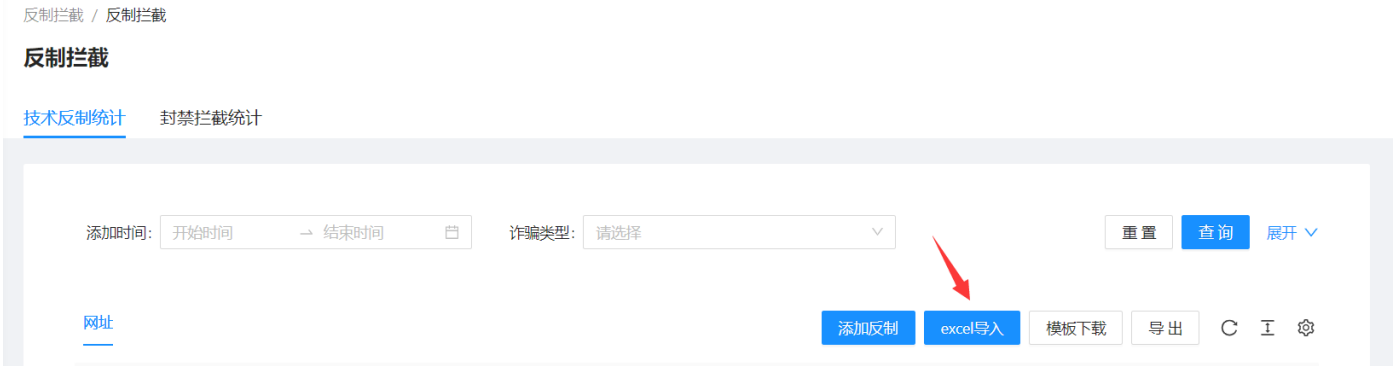 反制拦截 / 反制拦截
反制拦截
技术反制统计 封禁拦截统计
添加时间: 开始时间 → 结束时间 诈骗类型: 请选择 重置 查询 展开
网址 添加反制 excel导入 模板下载 导出